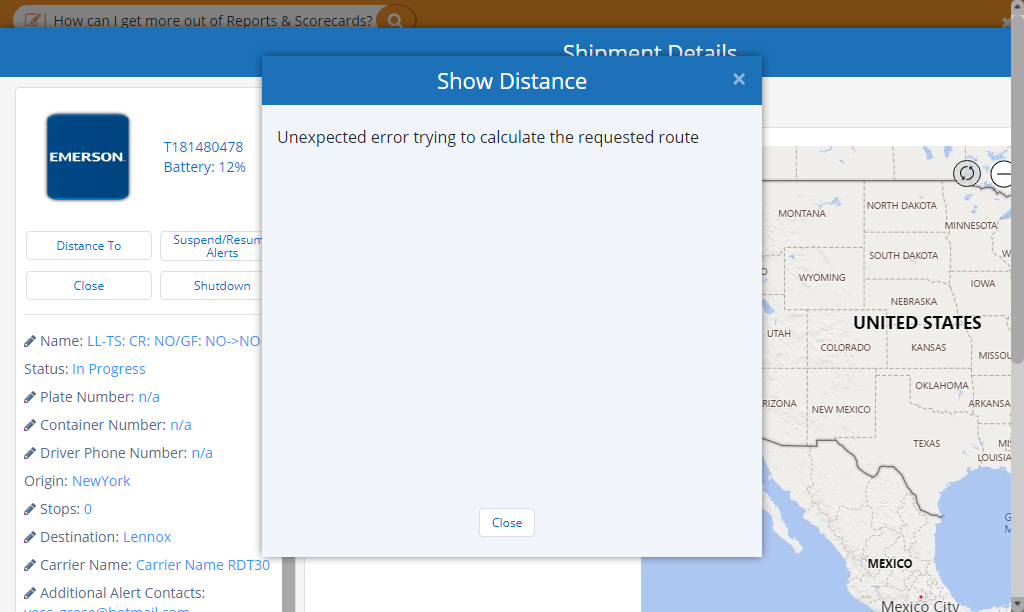 How can I get more out of Reports & Scorecards?
Shipment Details
Show Distance
×
Unexpected error trying to calculate the requested route
Close
EMERSON.
T181480478
Battery: 12%
Distance To
Suspend/Resum
Alerts
Close
Shutdown
Name: LL-TS: CR: NO/GF: NO->NO
Status: In Progress
Plate Number: n/a
Container Number: n/a
Driver Phone Number: n/a
Origin: NewYork
Stops: 0
Destination: Lennox
Carrier Name: Carrier Name RDT30
Additional Alert Contacts:
MONTANA
NORTH DAKOTA
MINNESOTA
SOUTH DAKOTA
WYOMING
IOWA
NEBRASKA
UNITED STATES
UTAH
COLORADO
KANSAS
MISSOU
OKLAHOMA
RIZONA
NEW MEXICO
ARKANSA
TEXAS
MIS
LOUISIA
MEXICO
Mexico City